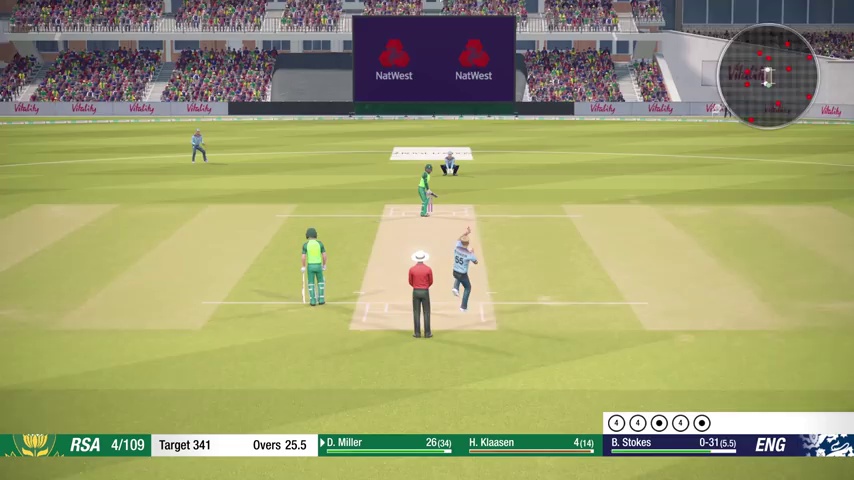 NatWest NatWest
Vitality
Vitality Vitality Vitality Vitality Vitality Vitality
55
4 4 • 4 •
RSA 4/109 Target 341 Overs 25.5 D. Miller 26(34) H. Klaasen 4(14) B. Stokes 0-31(5.5) ENG